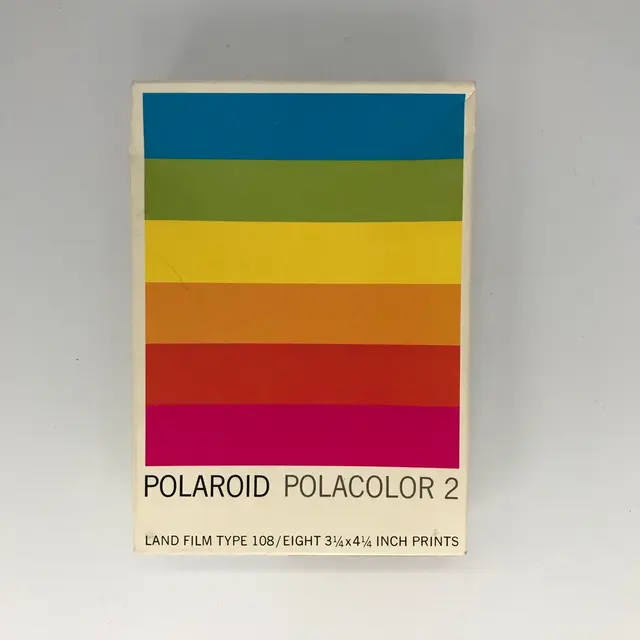 POLAROID POLACOLOR 2
LAND FILM TYPE 108/EIGHT 3¼x4¼ INCH PRINTS